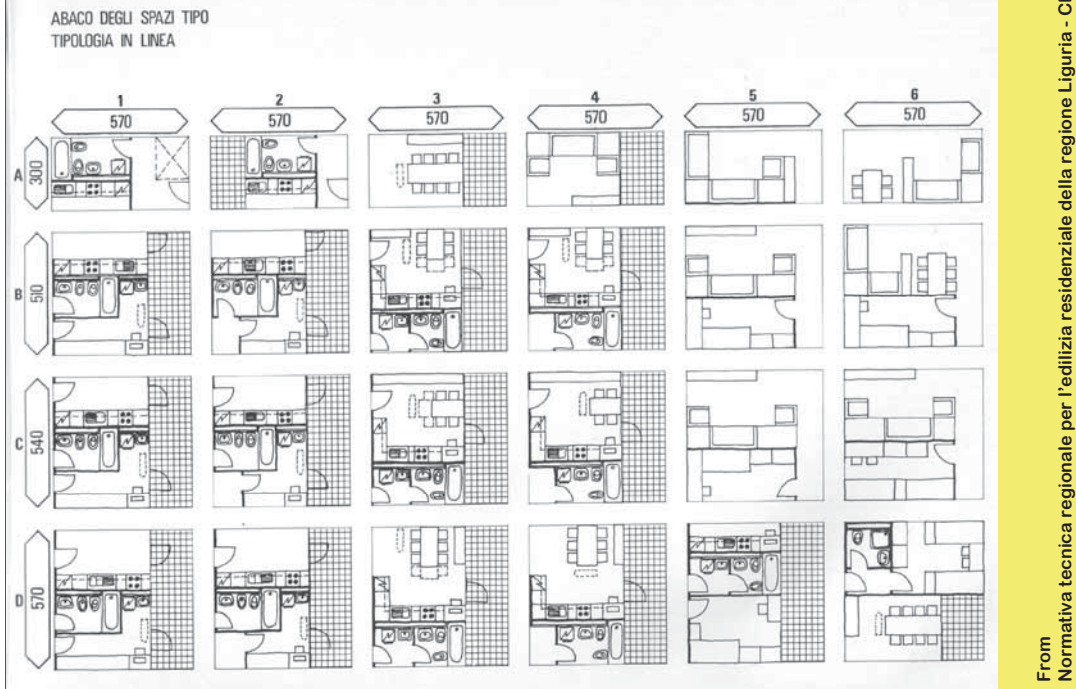 ABACO DEGLI SPAZI TIPO
TIPOLOGIA IN LINEA
1 2 3 4 5 6
570 570 570 570 570 570
A 300
B 510
C 540
D 570
From
Normativa tecnica regionale per l'edilizia residenziale della regione Liguria -